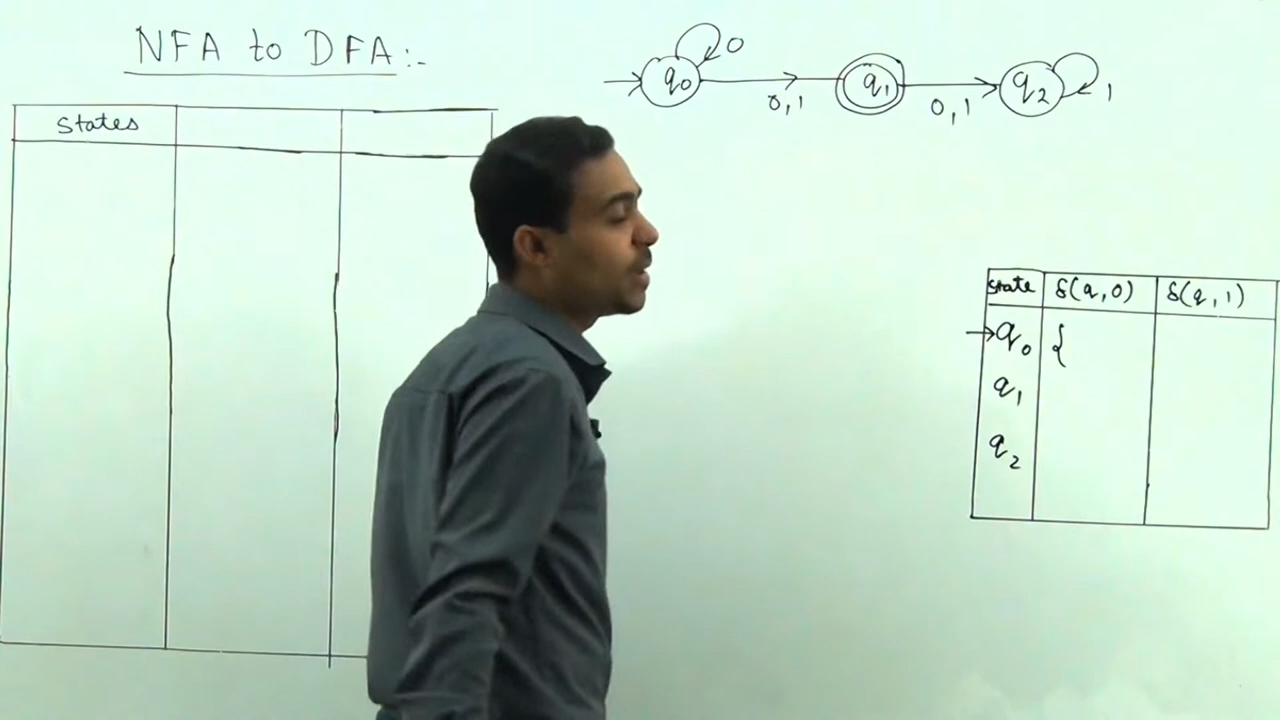 NFA to DFA:-
States
q0 0 0,1 q1 0,1 q2 1
state δ(q,0) δ(q,1)
→q0 {
q1
q2